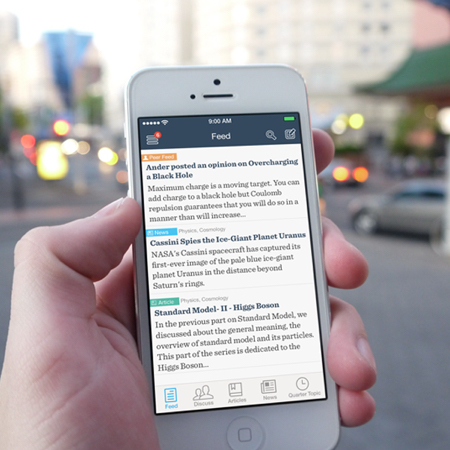 9:00 AM
6
Feed
Peer Feed
Ander posted an opinion on Overcharging
a Black Hole
Maximum charge is a moving target. You can
add charge to a black hole but Coulomb
repulsion guarantees that you will do so in a
manner than will increase...
News Physics, Cosmology
Cassini Spies the Ice-Giant Planet Uranus
NASA's Cassini spacecraft has captured its
first-ever image of the pale blue ice-giant
planet Uranus in the distance beyond
Saturn's rings.
Article Physics, Cosmology
Standard Model- II - Higgs Boson
In the previous part on Standard Model, we
discussed about the general meaning, the
overview of standard model and its particles.
This part of the series is dedicated to the
Higgs Boson...
Feed Discuss Articles News Quarlet Topic